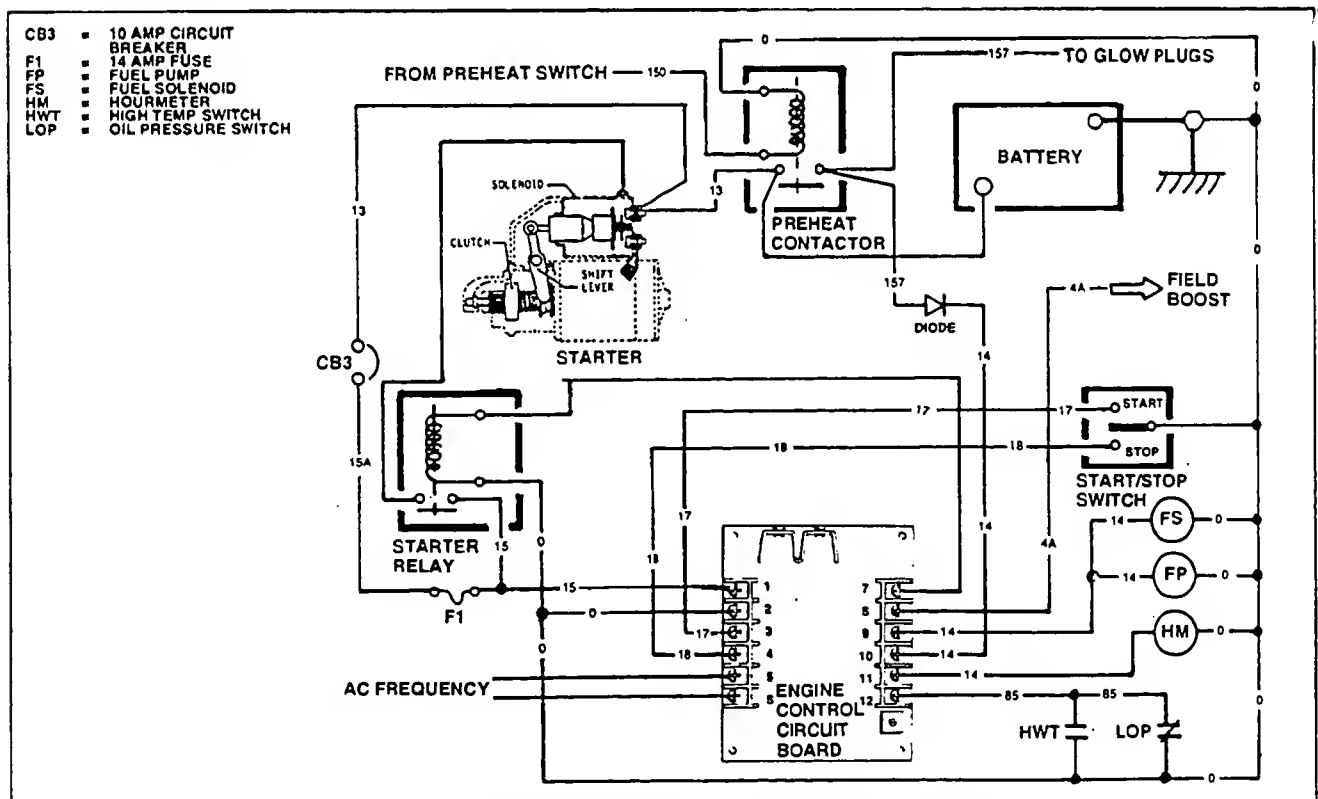 CB3 = 10 AMP CIRCUIT
BREAKER
F1 = 14 AMP FUSE
FP = FUEL PUMP
FS = FUEL SOLENOID
HM = HOURMETER
HWT = HIGH TEMP SWITCH
LOP = OIL PRESSURE SWITCH
0
FROM PREHEAT SWITCH 150
157 TO GLOW PLUGS
0
BATTERY
SOLENOID
13
13
PREHEAT
CONTACTOR
CLUTCH
SHIFT
LEVER
0
157
4A FIELD
BOOST
DIODE
STARTER
CB3
14
17 17 START
15A
18 18 STOP
START/STOP
SWITCH
17
14
14 FS 0
STARTER
RELAY
15
0
18
4A
14 FP 0
F1
15 1
0 2
17 3
18 4
5
6
7
8
9 14
10 14
11 14
12 85 85
HM 0
0
0
AC FREQUENCY
ENGINE
CONTROL
CIRCUIT
BOARD
HWT LOP
0